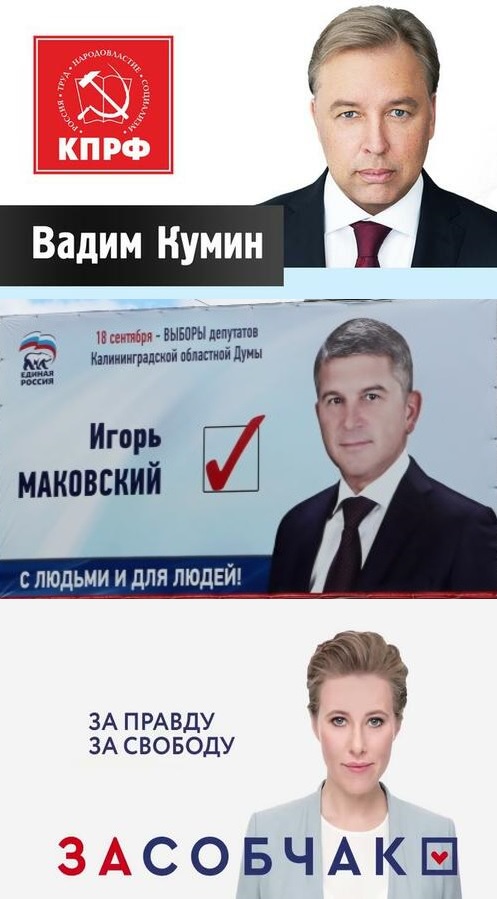 РОССИЯ · ТРУД · НАРОДОВЛАСТИЕ · СОЦИАЛИЗМ ·
КПРФ
Вадим Кумин
ЕДИНАЯ
РОССИЯ
18 сентября - ВЫБОРЫ депутатов
Калининградской областной Думы
Игорь
МАКОВСКИЙ
С ЛЮДЬМИ И ДЛЯ ЛЮДЕЙ!
ЗА ПРАВДУ
ЗА СВОБОДУ
ЗАСОБЧАК